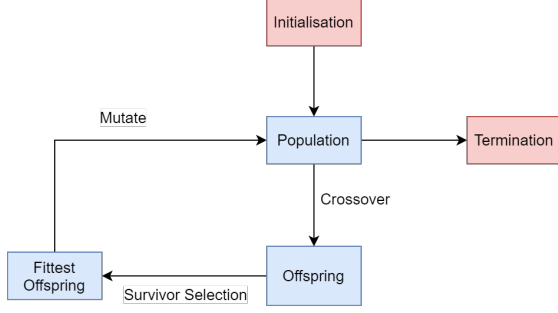 Initialisation
Mutate
Population
Termination
Crossover
Fittest
Offspring
Offspring
Survivor Selection